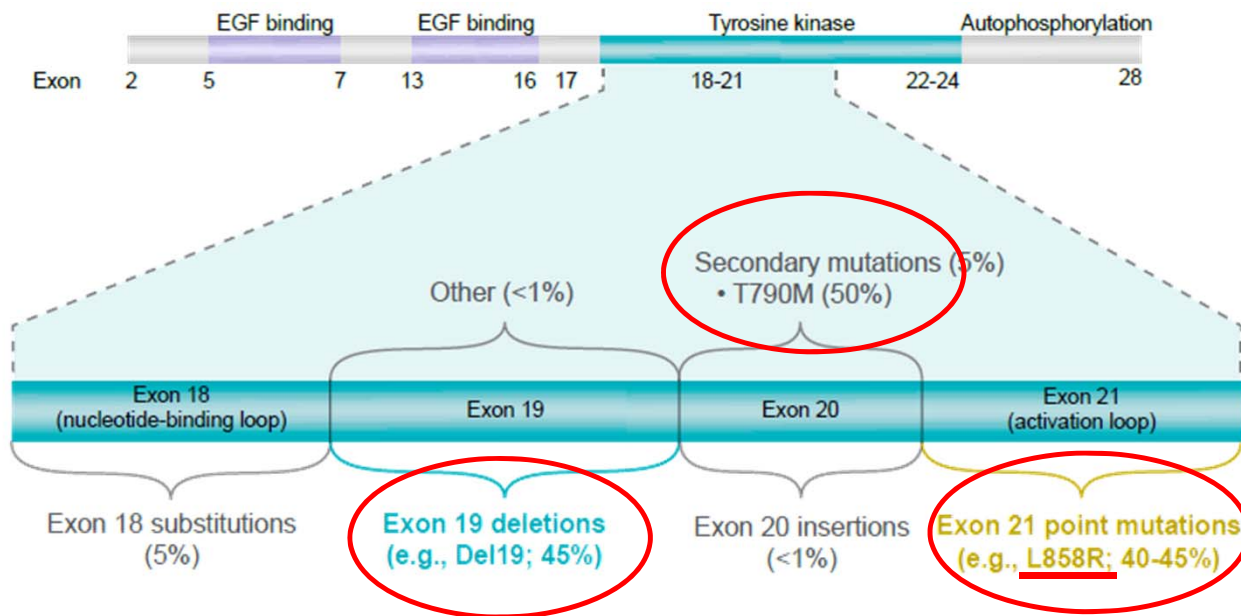 EGF binding EGF binding Tyrosine kinase Autophosphorylation
Exon 2 5 7 13 16 17 18-21 22-24 28
Secondary mutations (5%)
• T790M (50%)
Other (<1%)
Exon 18
(nucleotide-binding loop)
Exon 19
Exon 20
Exon 21
(activation loop)
Exon 18 substitutions
(5%)
Exon 19 deletions
(e.g., Del19; 45%)
Exon 20 insertions
(<1%)
Exon 21 point mutations
(e.g., L858R; 40-45%)